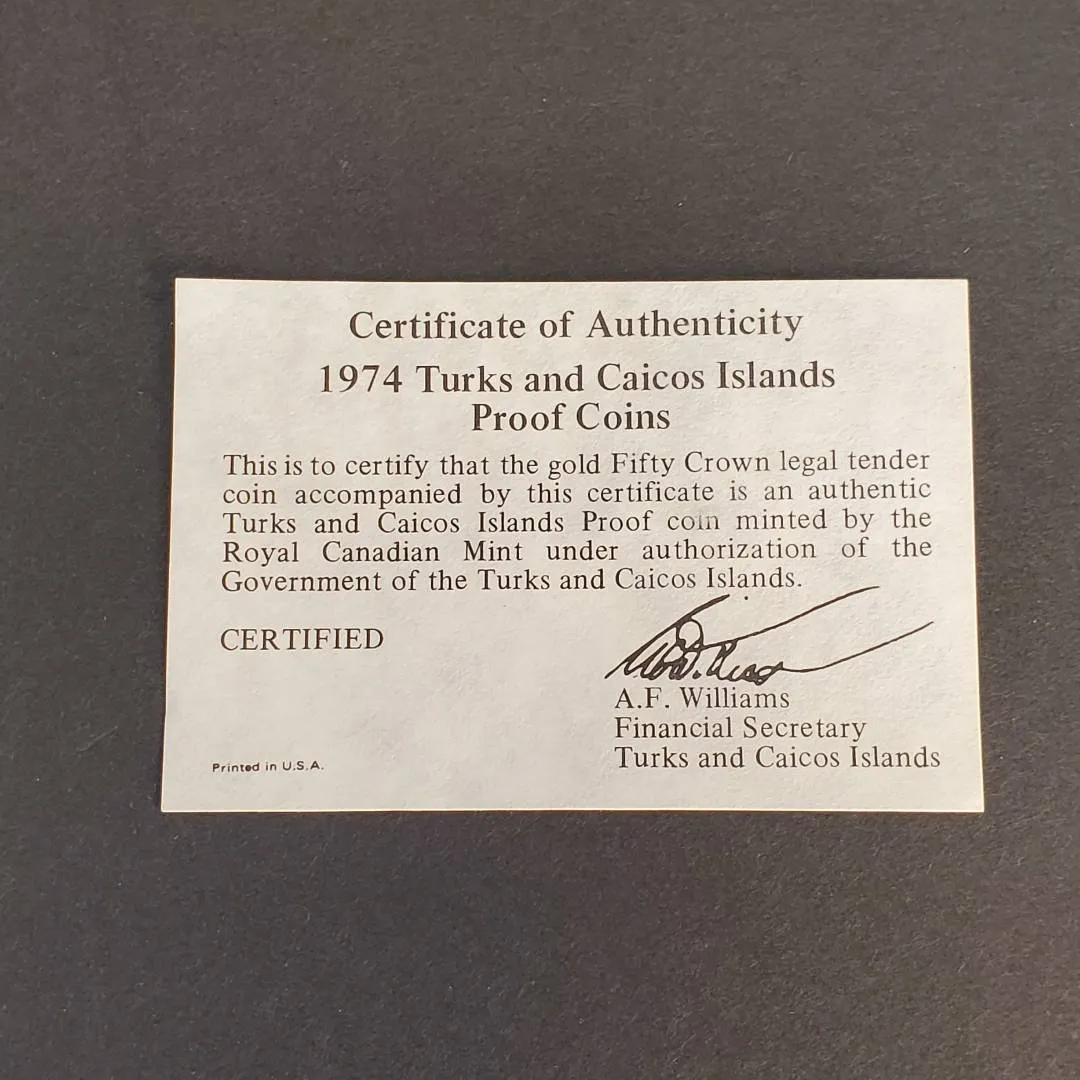 Certificate of Authenticity
1974 Turks and Caicos Islands
Proof Coins
This is to certify that the gold Fifty Crown legal tender
coin accompanied by this certificate is an authentic
Turks and Caicos Islands Proof coin minted by the
Royal Canadian Mint under authorization of the
Government of the Turks and Caicos Islands.
CERTIFIED
A.F. Williams
Financial Secretary
Turks and Caicos Islands
Printed in U.S.A.